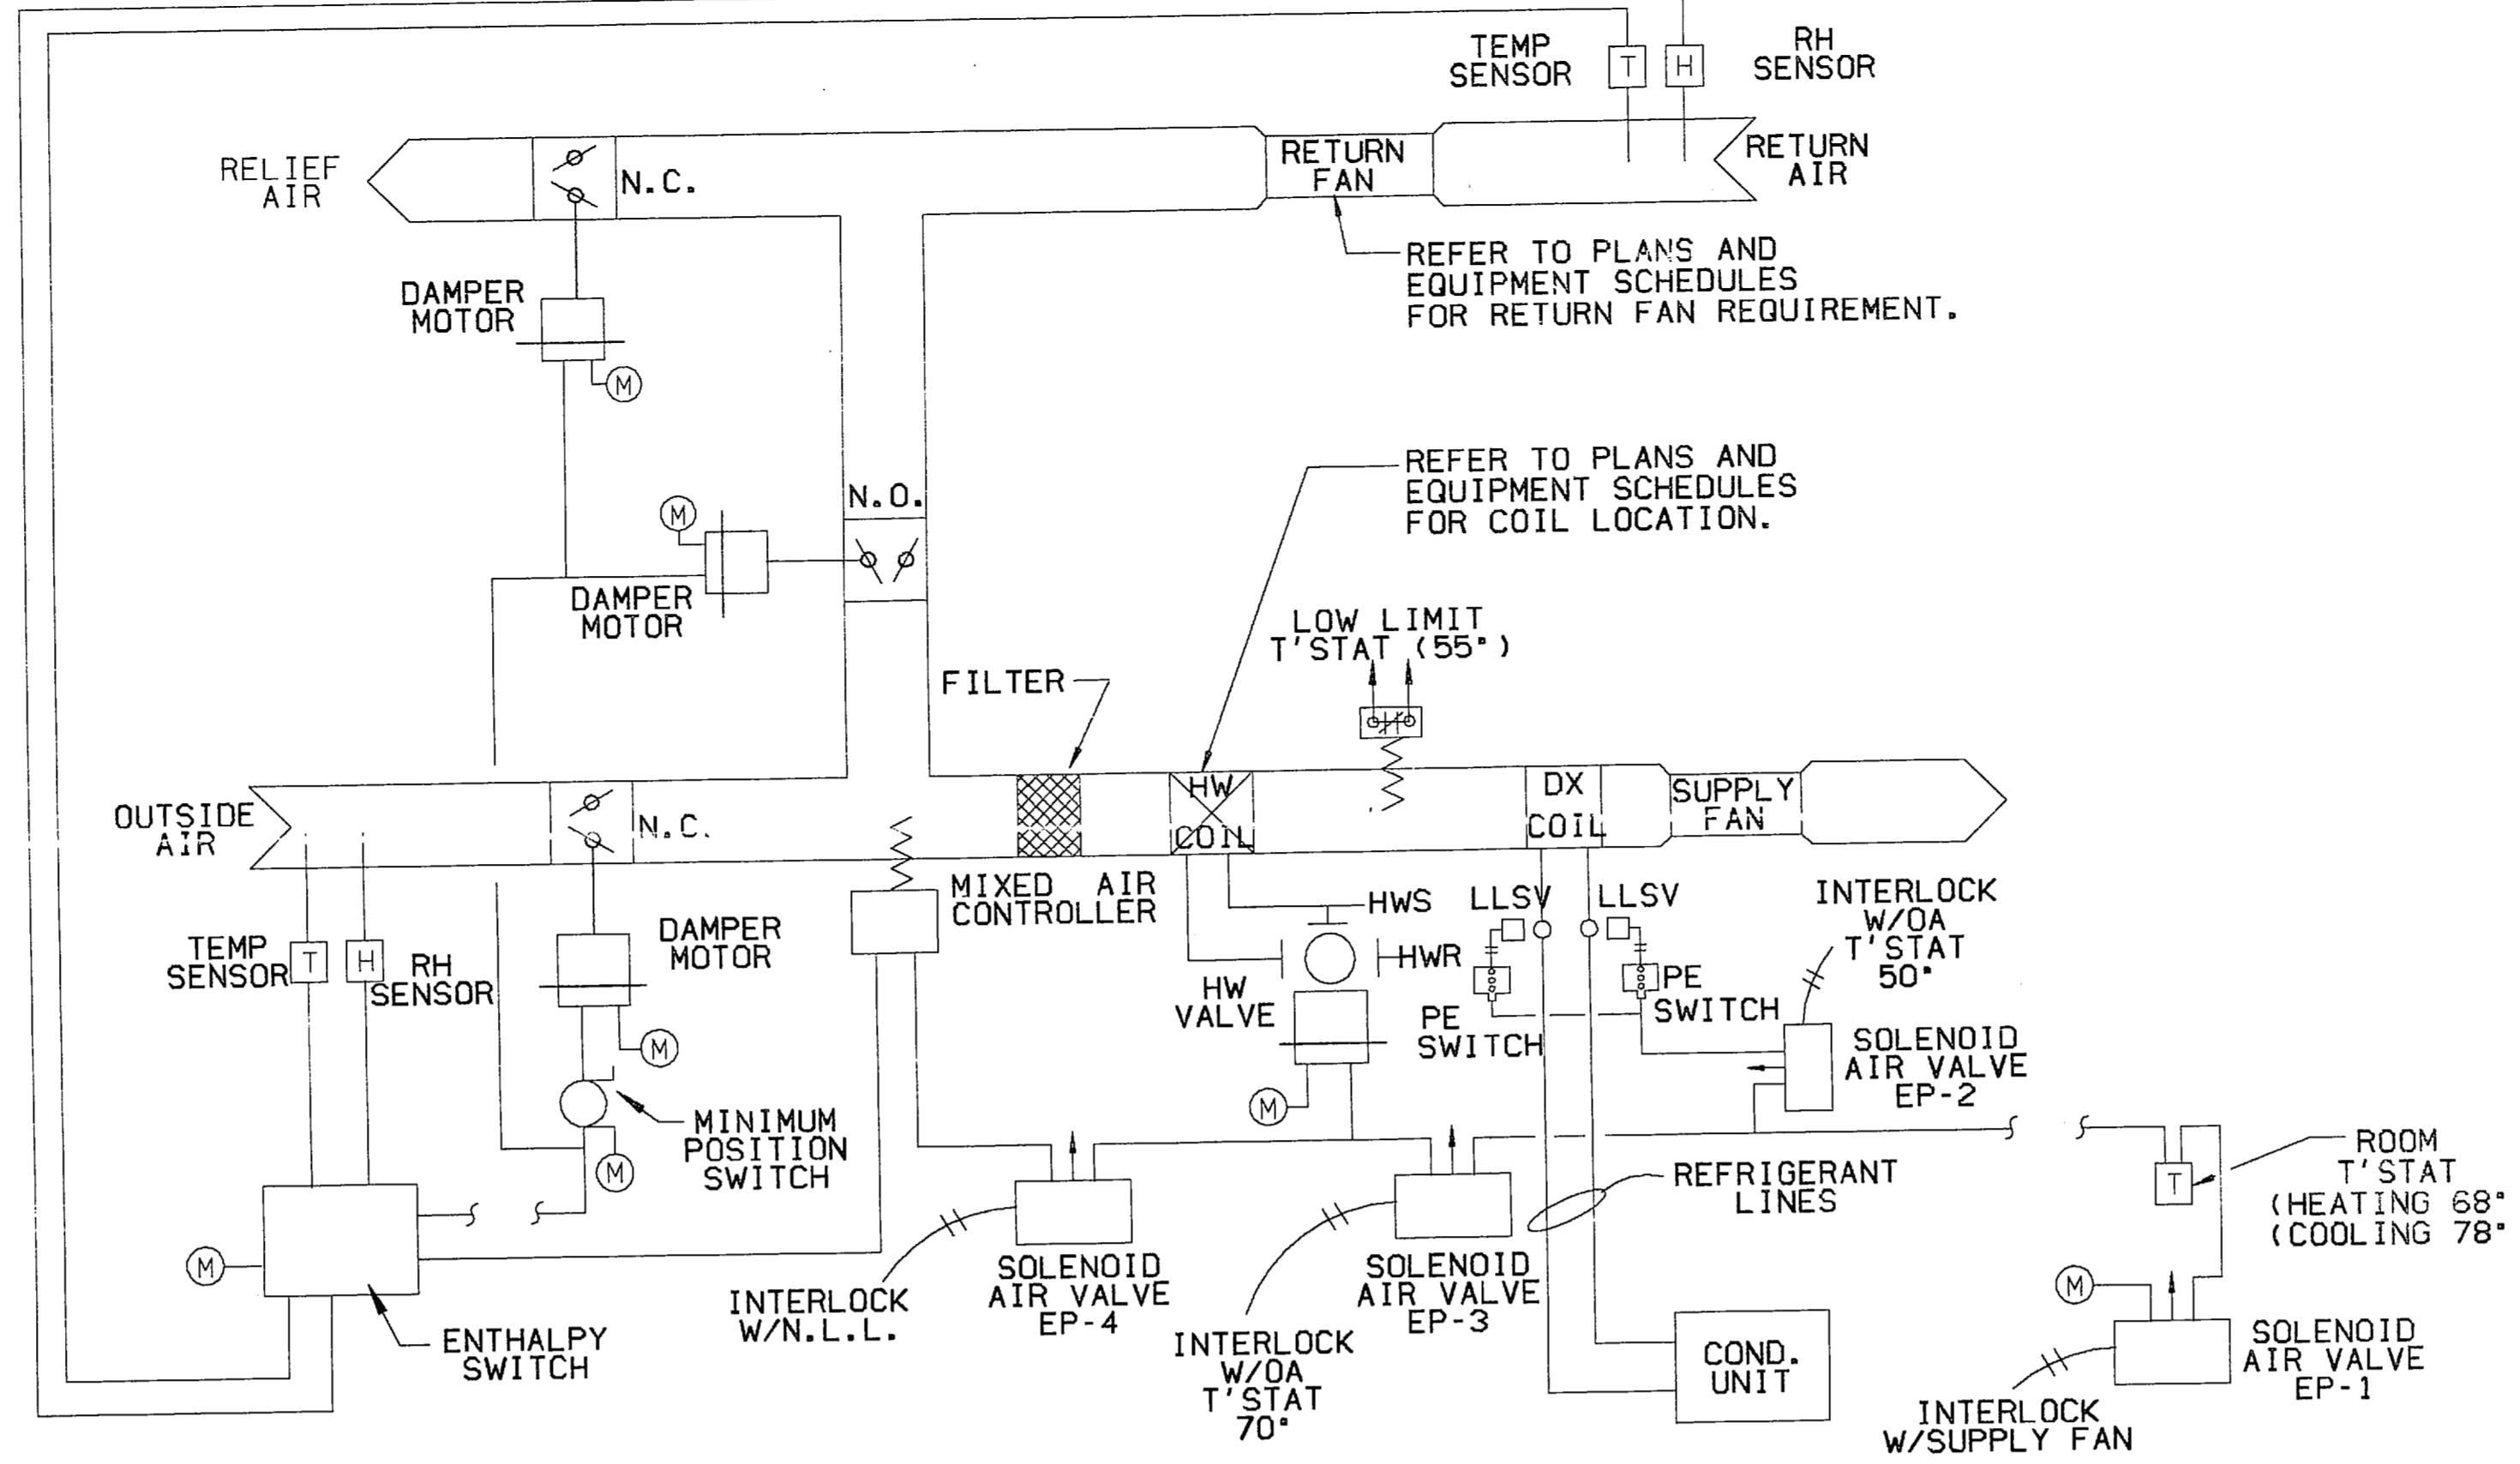 TEMP
SENSOR
T
H
RH
SENSOR
RELIEF
AIR
N.C.
RETURN
FAN
RETURN
AIR
REFER TO PLANS AND
EQUIPMENT SCHEDULES
FOR RETURN FAN REQUIREMENT.
DAMPER
MOTOR
M
REFER TO PLANS AND
EQUIPMENT SCHEDULES
FOR COIL LOCATION.
N.O.
M
DAMPER
MOTOR
LOW LIMIT
T'STAT (55°)
FILTER
OUTSIDE
AIR
N.C.
HW
COIL
DX
COIL
SUPPLY
FAN
MIXED AIR
CONTROLLER
HWS
HWR
HW
VALVE
M
LLSV
LLSV
PE
SWITCH
PE
SWITCH
INTERLOCK
W/OA
T'STAT
50°
SOLENOID
AIR VALVE
EP-2
TEMP
SENSOR
T
H
RH
SENSOR
DAMPER
MOTOR
M
MINIMUM
POSITION
SWITCH
M
M
ENTHALPY
SWITCH
INTERLOCK
W/N.L.L.
SOLENOID
AIR VALVE
EP-4
INTERLOCK
W/OA
T'STAT
70°
SOLENOID
AIR VALVE
EP-3
REFRIGERANT
LINES
COND.
UNIT
T
ROOM
T'STAT
(HEATING 68°
(COOLING 78°
M
SOLENOID
AIR VALVE
EP-1
INTERLOCK
W/SUPPLY FAN